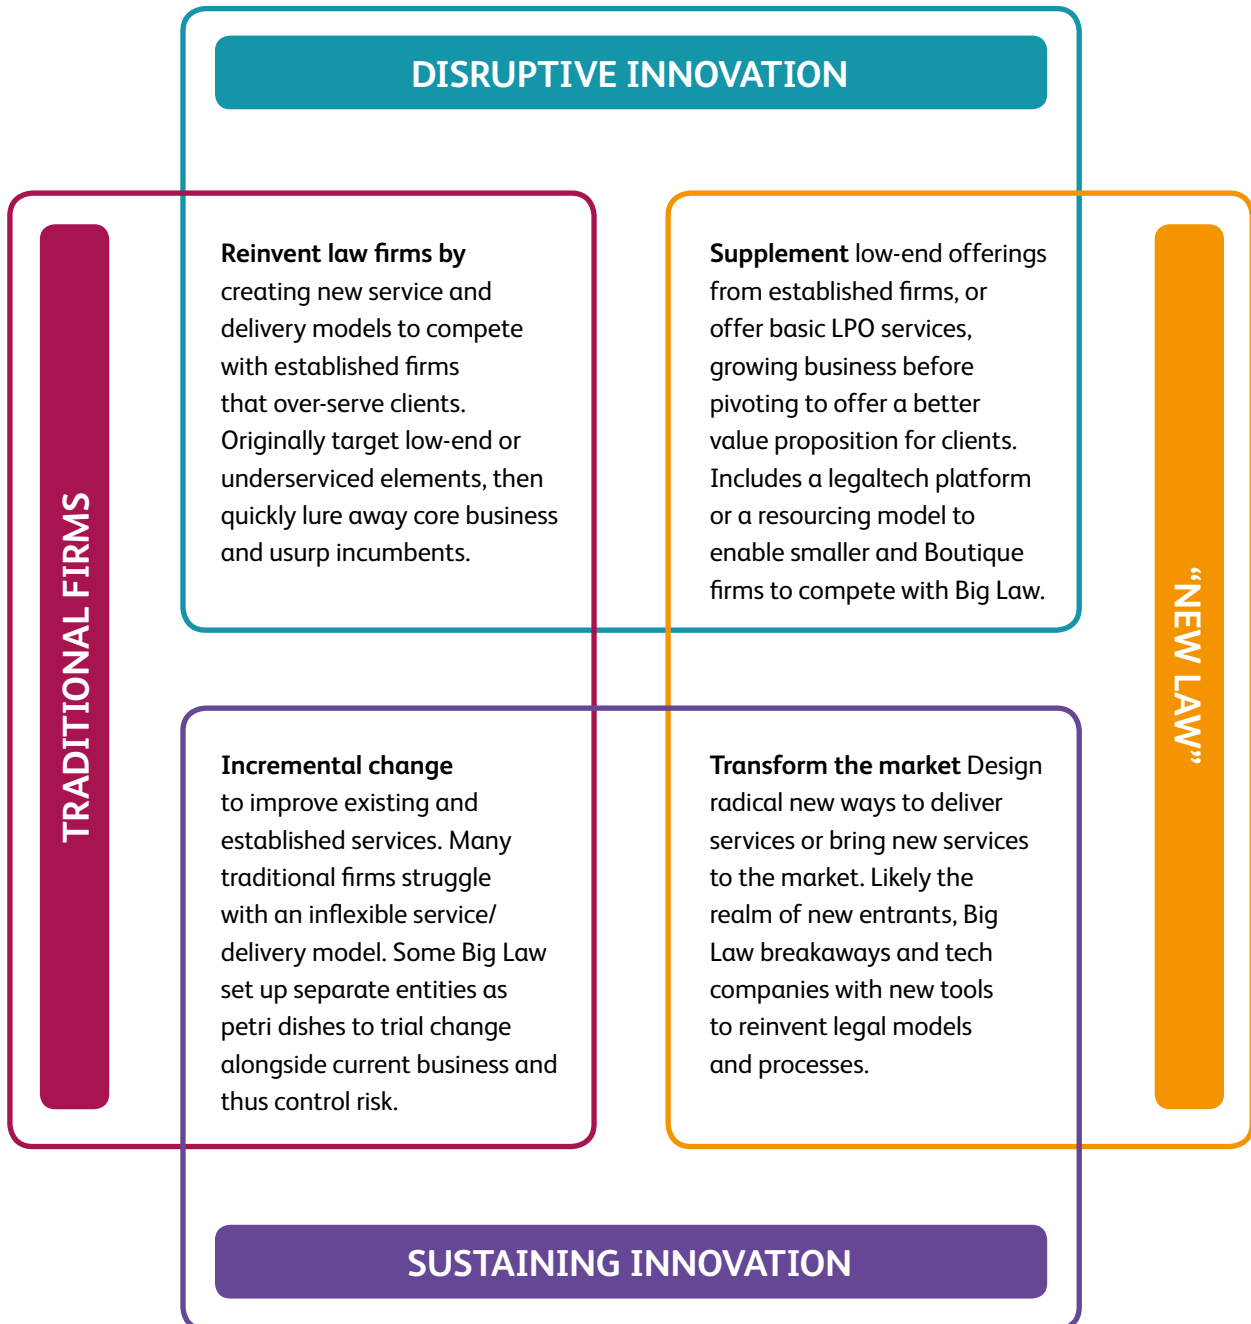 DISRUPTIVE INNOVATION
TRADITIONAL FIRMS
Reinvent law firms by
creating new service and
delivery models to compete
with established firms
that over-serve clients.
Originally target low-end or
underserviced elements, then
quickly lure away core business
and usurp incumbents.
Supplement low-end offerings
from established firms, or
offer basic LPO services,
growing business before
pivoting to offer a better
value proposition for clients.
Includes a legaltech platform
or a resourcing model to
enable smaller and Boutique
firms to compete with Big Law.
“NEW LAW”
Incremental change
to improve existing and
established services. Many
traditional firms struggle
with an inflexible service/
delivery model. Some Big Law
set up separate entities as
petri dishes to trial change
alongside current business and
thus control risk.
Transform the market Design
radical new ways to deliver
services or bring new services
to the market. Likely the
realm of new entrants, Big
Law breakaways and tech
companies with new tools
to reinvent legal models
and processes.
SUSTAINING INNOVATION